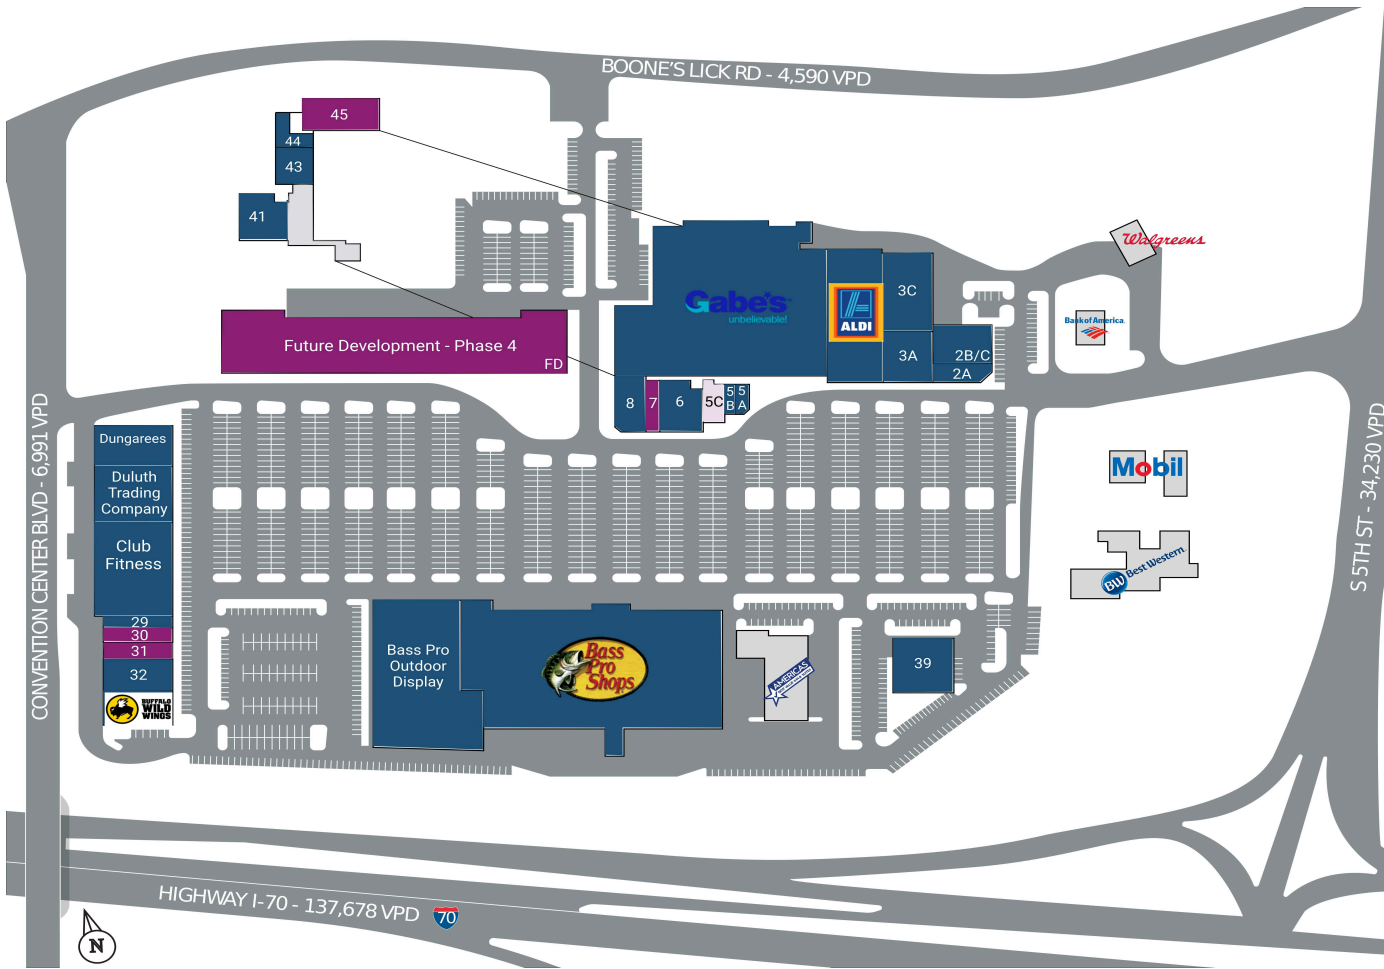 BOONE'S LICK RD - 4,590 VPD
45
44
43
41
Walgreens
Gabe's
unbelievable!
ALDI
3C
3A
2B/C
2A
Bank of America
Future Development - Phase 4
FD
8
7
6
5C
5
B
5
A
CONVENTION CENTER BLVD - 6,991 VPD
Dungarees
Duluth
Trading
Company
Club
Fitness
29
30
31
32
BUFFALO
WILD
WINGS
Bass Pro
Outdoor
Display
Bass
Pro
Shops
AMERICAS
39
Mobil
BW Best Western
S 5TH ST - 34,230 VPD
HIGHWAY I-70 - 137,678 VPD
70
N